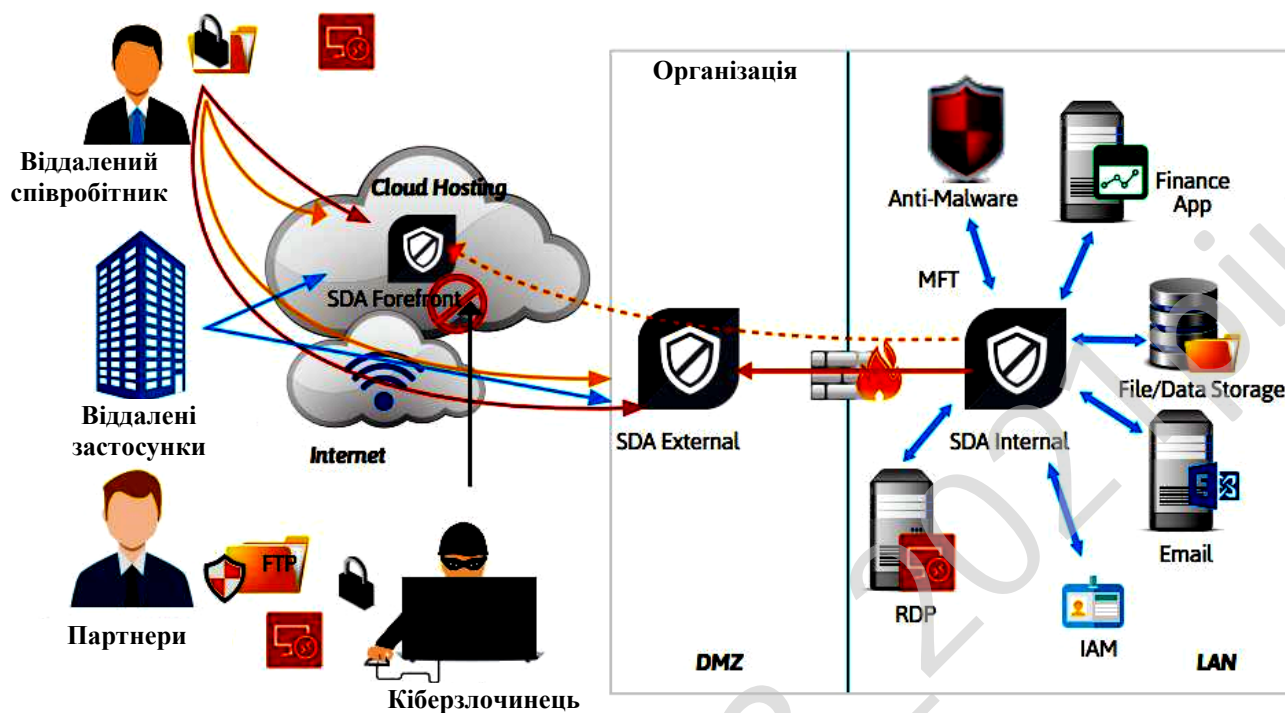 Організація
Віддалений
співробітник
Cloud Hosting
Anti-Malware
Finance
App
SDA Forefront
MFT
File/Data Storage
Віддалені
застосунки
Internet
SDA External
SDA Internal
FTP
RDP
Email
Партнери
IAM
DMZ
LAN
Кіберзлочинець